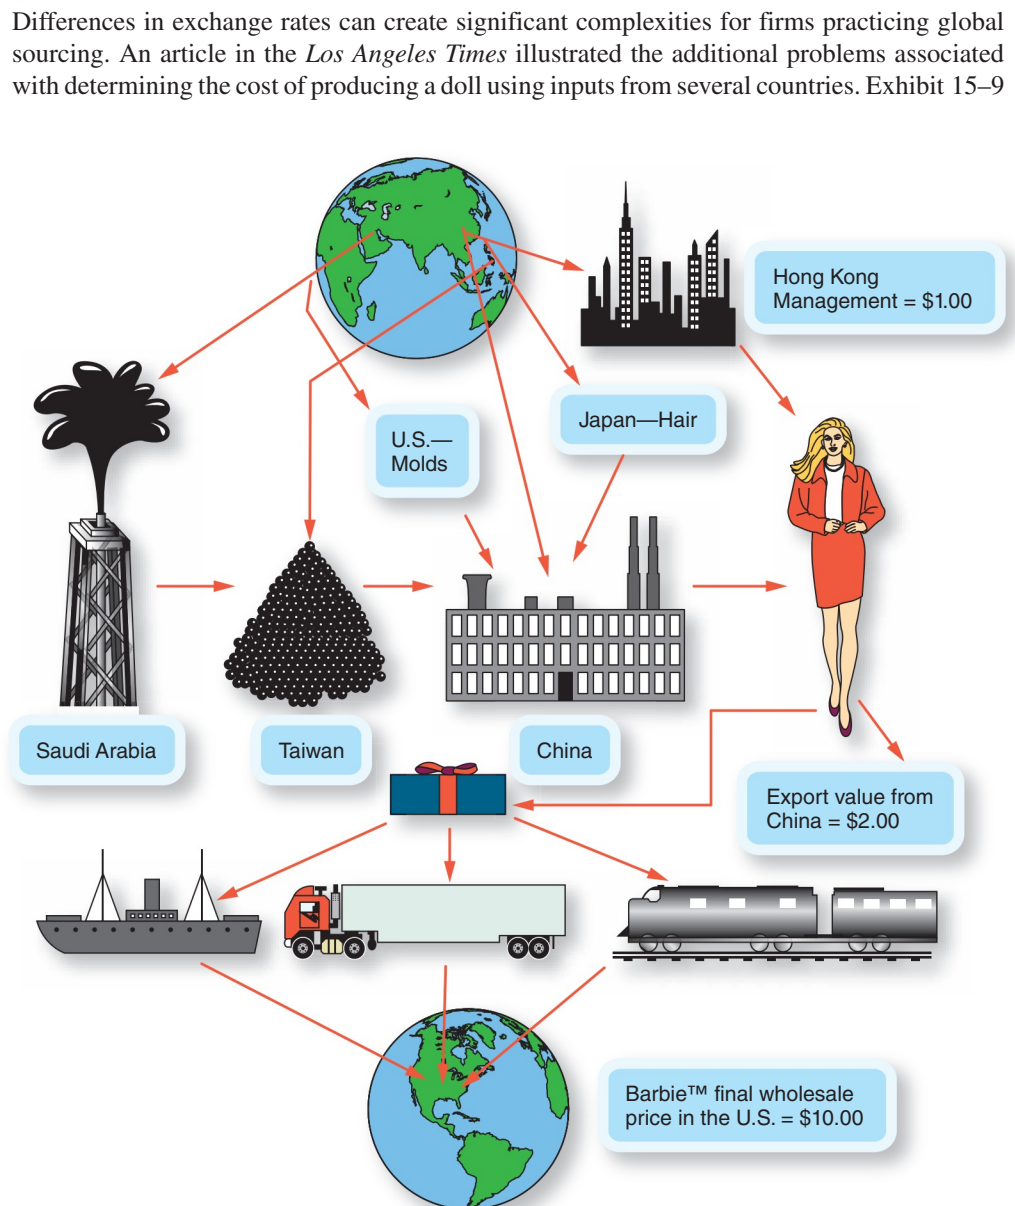 Differences in exchange rates can create significant complexities for firms practicing global
sourcing. An article in the Los Angeles Times illustrated the additional problems associated
with determining the cost of producing a doll using inputs from several countries. Exhibit 15–9
Hong Kong
Management = $1.00
Japan—Hair
U.S.—
Molds
Saudi Arabia
Taiwan
China
Export value from
China = $2.00
Barbie™ final wholesale
price in the U.S. = $10.00